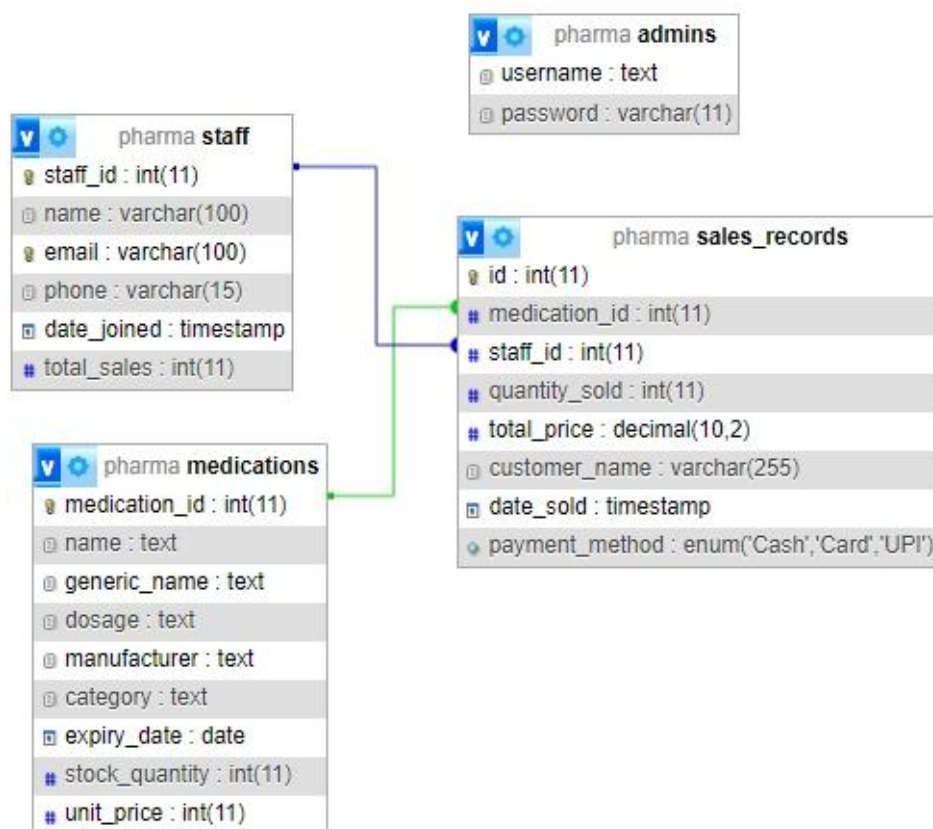 pharma admins
username : text
password : varchar(11)
pharma staff
staff_id : int(11)
name : varchar(100)
email : varchar(100)
phone : varchar(15)
date_joined : timestamp
total_sales : int(11)
pharma sales_records
id : int(11)
medication_id : int(11)
staff_id : int(11)
quantity_sold : int(11)
total_price : decimal(10,2)
customer_name : varchar(255)
date_sold : timestamp
payment_method : enum('Cash','Card','UPI')
pharma medications
medication_id : int(11)
name : text
generic_name : text
dosage : text
manufacturer : text
category : text
expiry_date : date
stock_quantity : int(11)
unit_price : int(11)